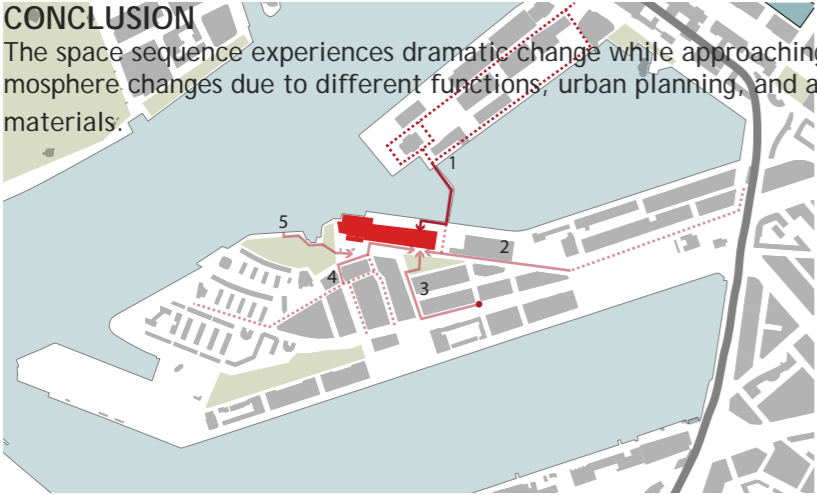 CONCLUSION
The space sequence experiences dramatic change while approaching
mosphere changes due to different functions, urban planning, and a
materials.
1
5
2
4
3